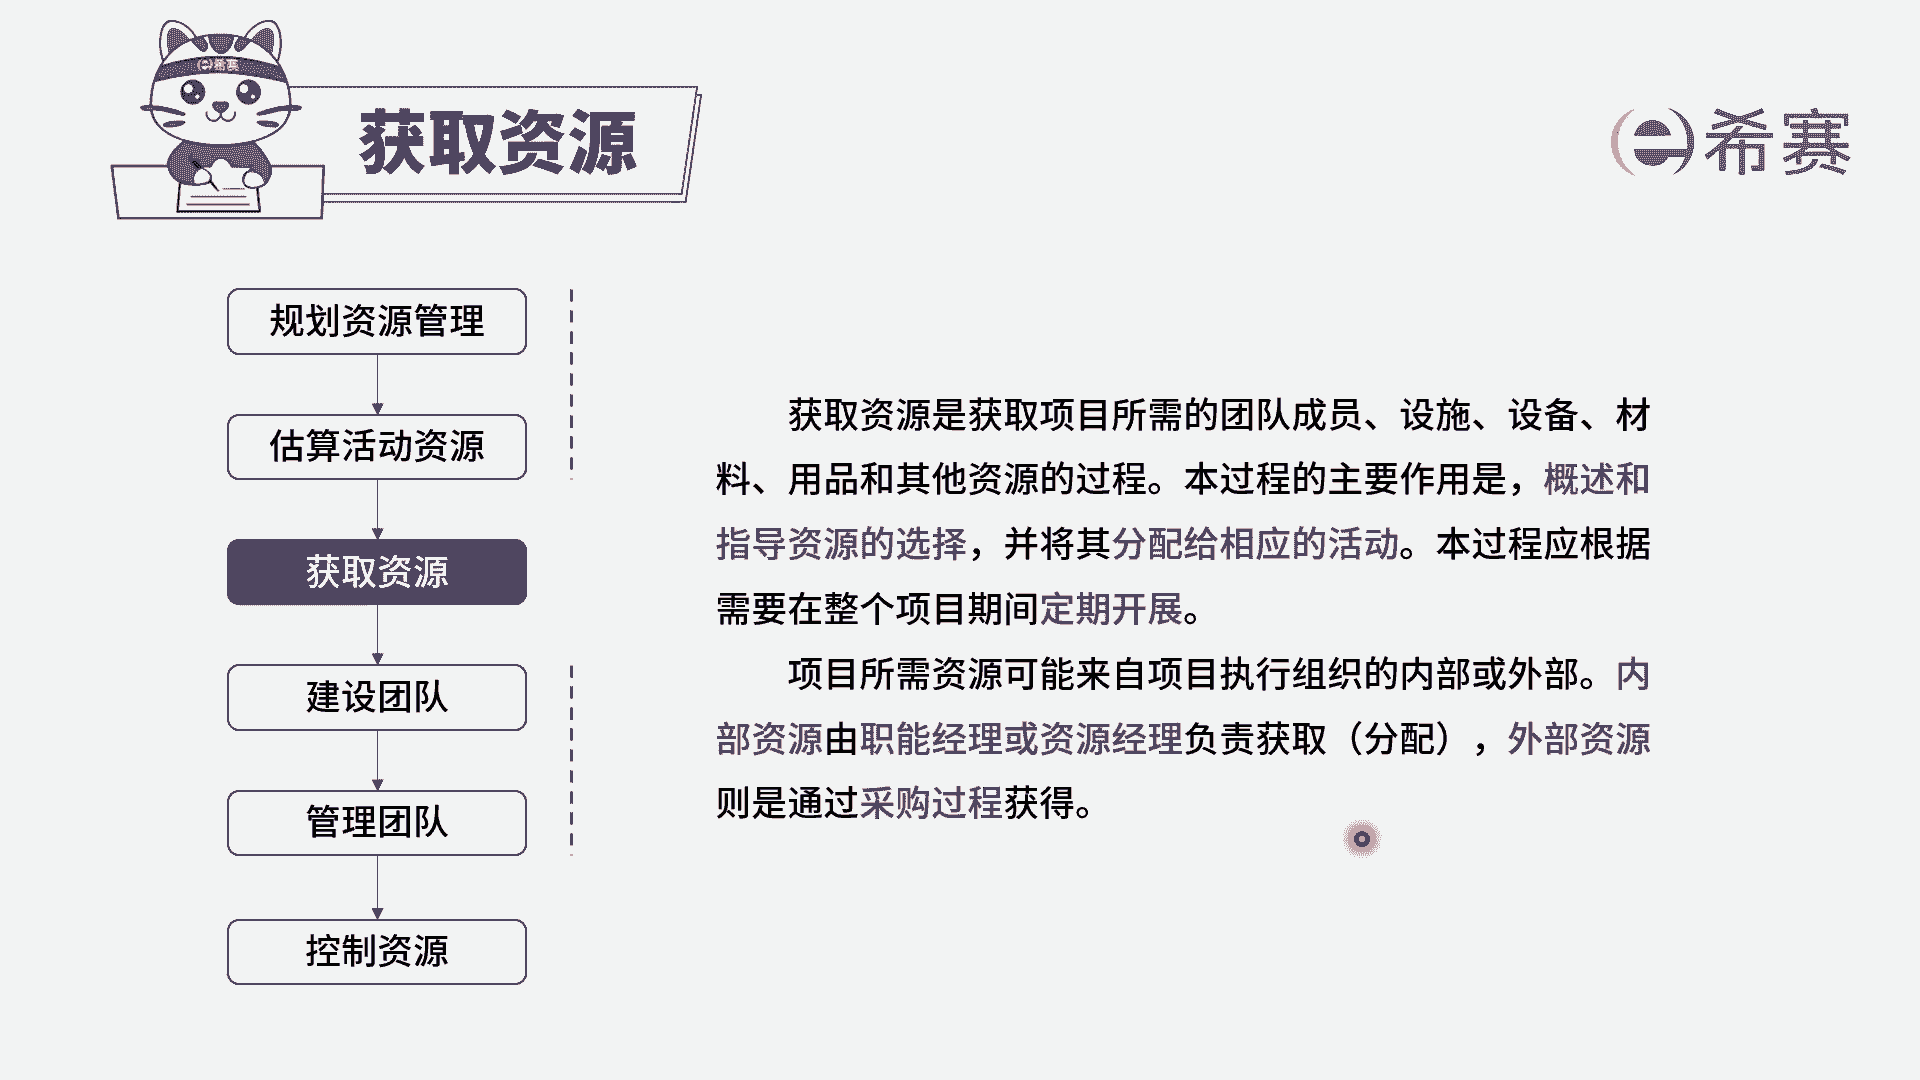 希赛
获取资源
希赛
规划资源管理
估算活动资源
获取资源
建设团队
管理团队
控制资源
获取资源是获取项目所需的团队成员、设施、设备、材
料、用品和其他资源的过程。本过程的主要作用是，概述和
指导资源的选择，并将其分配给相应的活动。本过程应根据
需要在整个项目期间定期开展。
项目所需资源可能来自项目执行组织的内部或外部。内
部资源由职能经理或资源经理负责获取（分配），外部资源
则是通过采购过程获得。